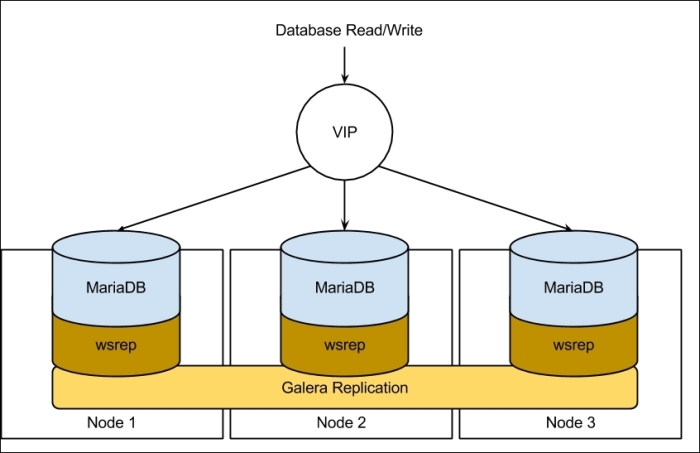 Database Read/Write
VIP
MariaDB
MariaDB
MariaDB
wsrep
wsrep
wsrep
Galera Replication
Node 1
Node 2
Node 3